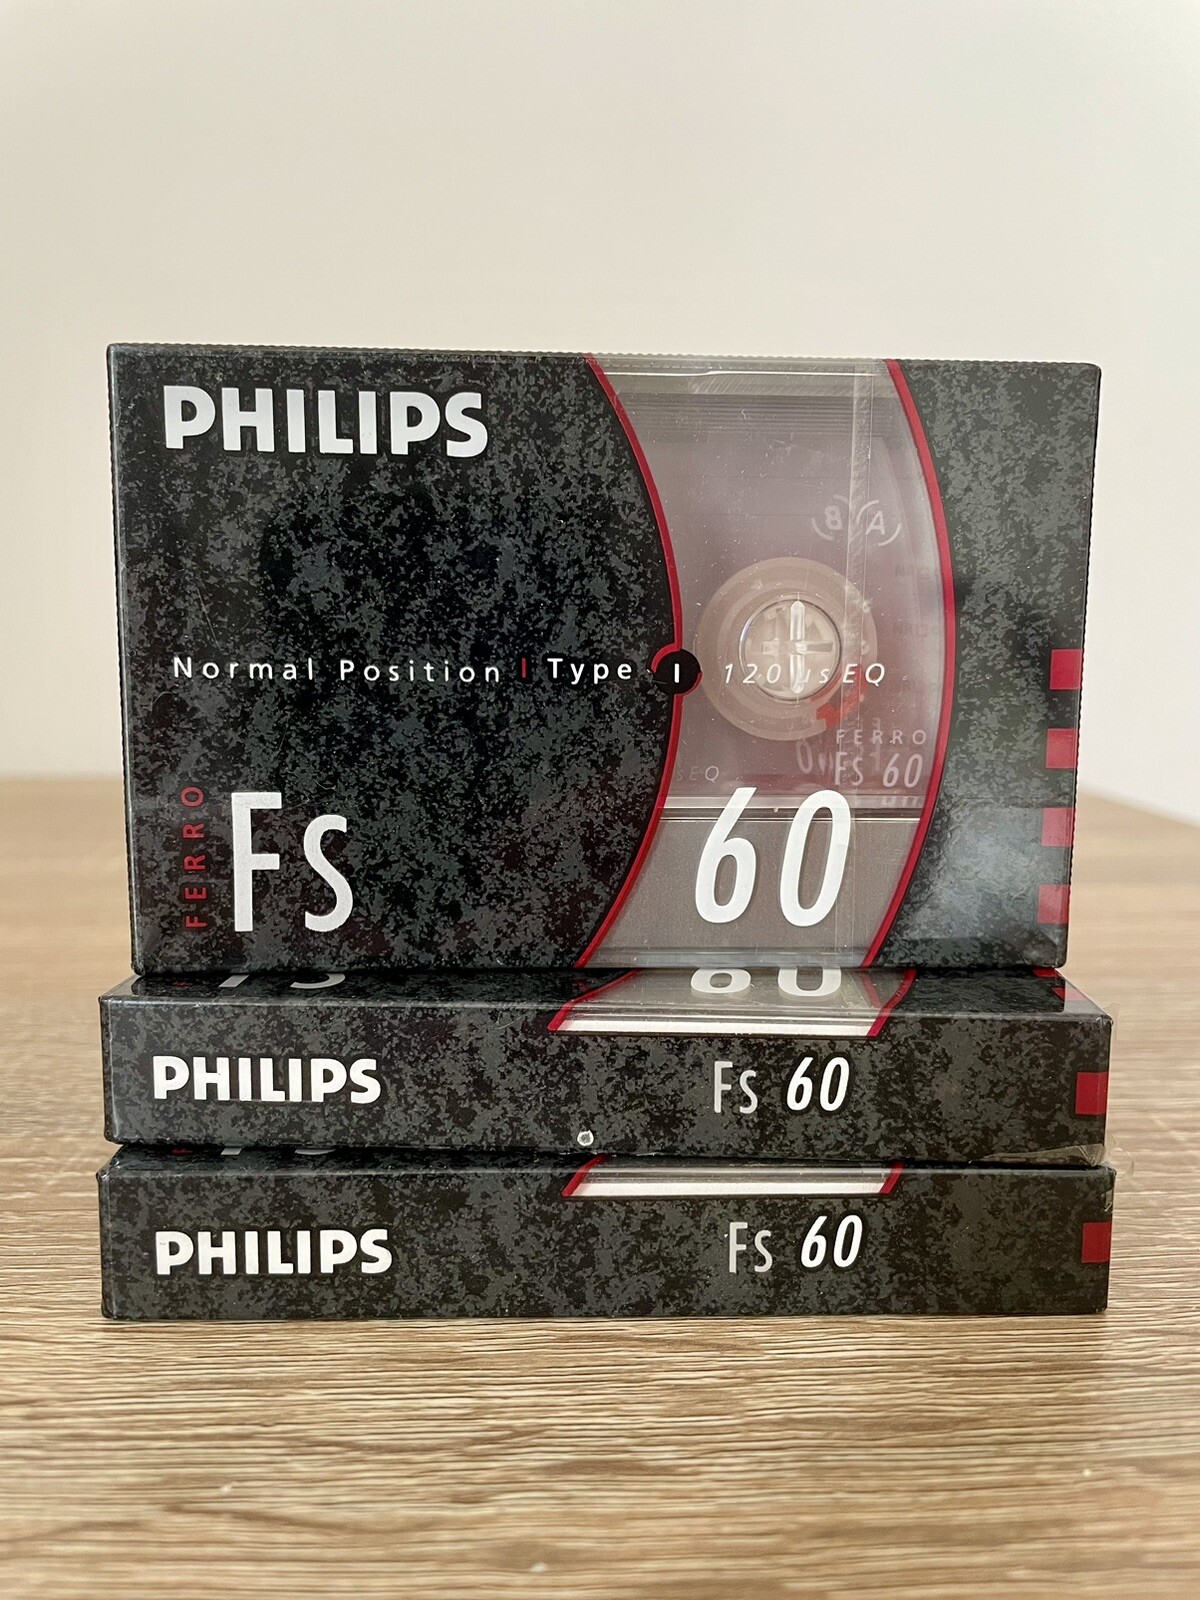 PHILIPS
B A
Normal Position | Type I 120 µs EQ
FERRO
FS 60
sEQ
FERRO
FS 60
PHILIPS
FS 60
PHILIPS
FS 60